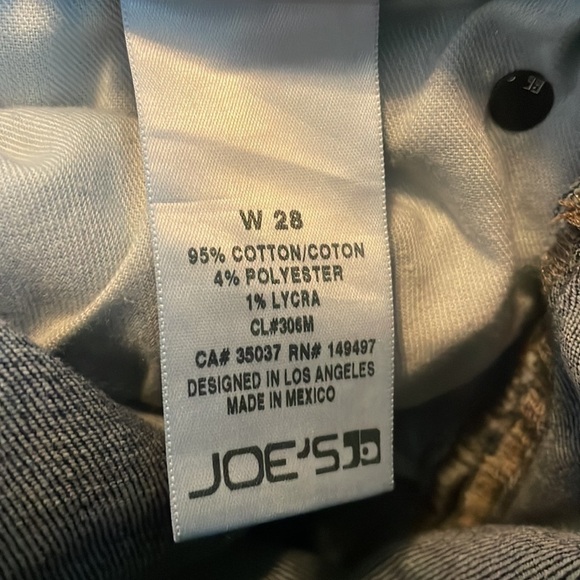 W 28
95% COTTON/COTON
4% POLYESTER
1% LYCRA
CL#306M
CA# 35037 RN# 149497
DESIGNED IN LOS ANGELES
MADE IN MEXICO
JOE'S